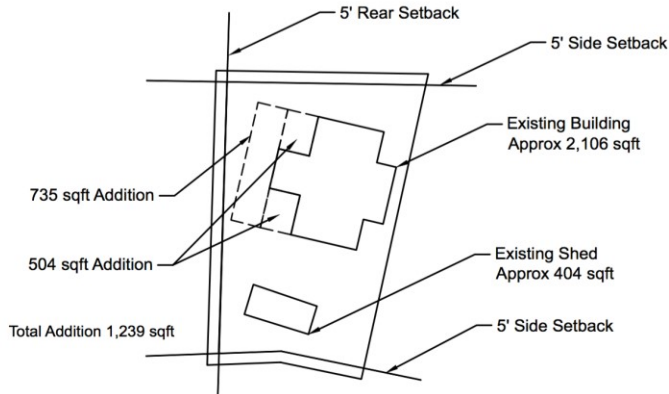 5' Rear Setback
5' Side Setback
Existing Building
Approx 2,106 sqft
735 sqft Addition
504 sqft Addition
Existing Shed
Approx 404 sqft
Total Addition 1,239 sqft
5' Side Setback